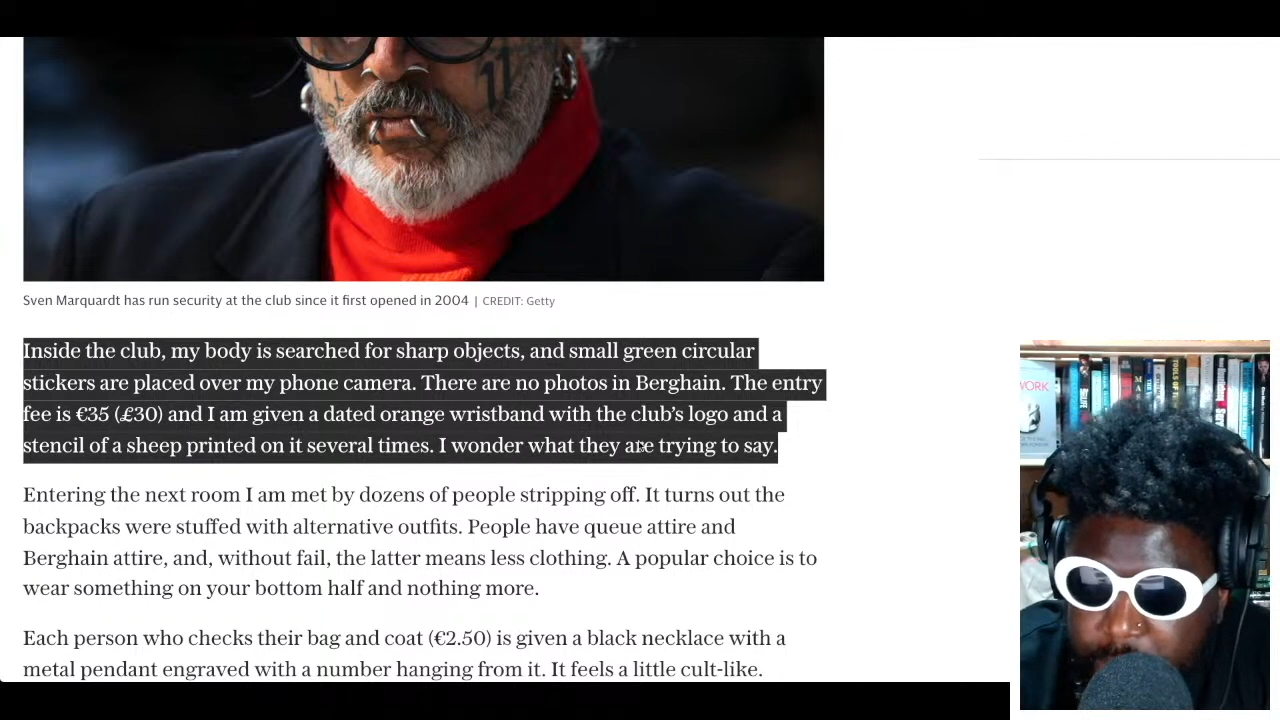 Sven Marquardt has run security at the club since it first opened in 2004 | CREDIT: Getty
Inside the club, my body is searched for sharp objects, and small green circular
stickers are placed over my phone camera. There are no photos in Berghain. The entry
fee is €35 (£30) and I am given a dated orange wristband with the club’s logo and a
stencil of a sheep printed on it several times. I wonder what they are trying to say.
Entering the next room I am met by dozens of people stripping off. It turns out the
backpacks were stuffed with alternative outfits. People have queue attire and
Berghain attire, and, without fail, the latter means less clothing. A popular choice is to
wear something on your bottom half and nothing more.
Each person who checks their bag and coat (€2.50) is given a black necklace with a
metal pendant engraved with a number hanging from it. It feels a little cult-like.
WORK